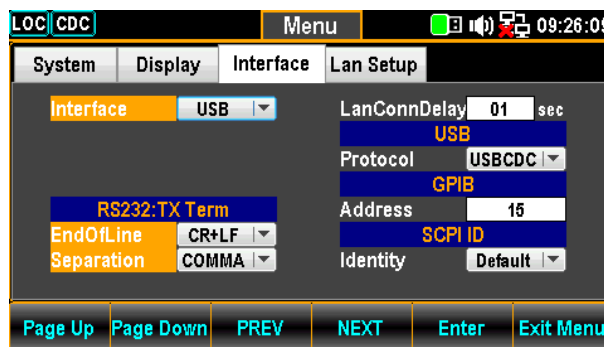 LOC CDC Menu 09:26:09
System Display Interface Lan Setup
Interface USB
LanConnDelay 01 sec
USB
Protocol USBCDC
GPIB
RS232:TX Term
Address 15
EndOfLine CR+LF
SCPI ID
Separation COMMA
Identity Default
Page Up Page Down PREV NEXT Enter Exit Menu